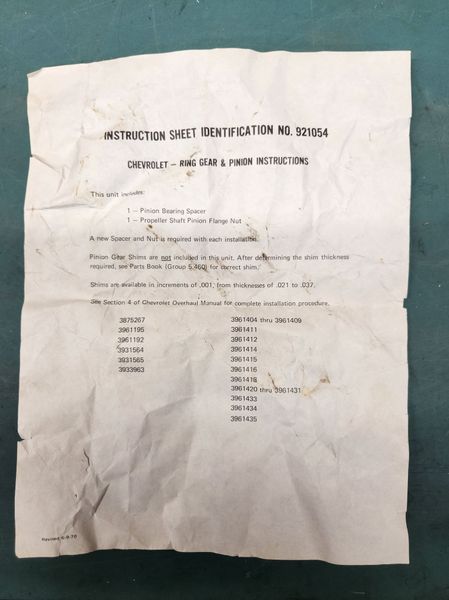 INSTRUCTION SHEET IDENTIFICATION NO. 921054
CHEVROLET — RING GEAR & PINION INSTRUCTIONS
This unit includes:
1 — Pinion Bearing Spacer
1 — Propeller Shaft Pinion Flange Nut
A new Spacer and Nut is required with each installation.
Pinion Gear Shims are not included in this unit. After determining the shim thickness
required, see Parts Book (Group 5.460) for correct shim.
Shims are available in increments of .001, from thicknesses of .021 to .037.
See Section 4 of Chevrolet Overhaul Manual for complete installation procedure.
3875267
3961195
3961192
3931564
3931565
3933963
3961404 thru 3961409
3961411
3961412
3961414
3961415
3961416
3961418
3961420 thru 3961431
3961433
3961434
3961435
Revised